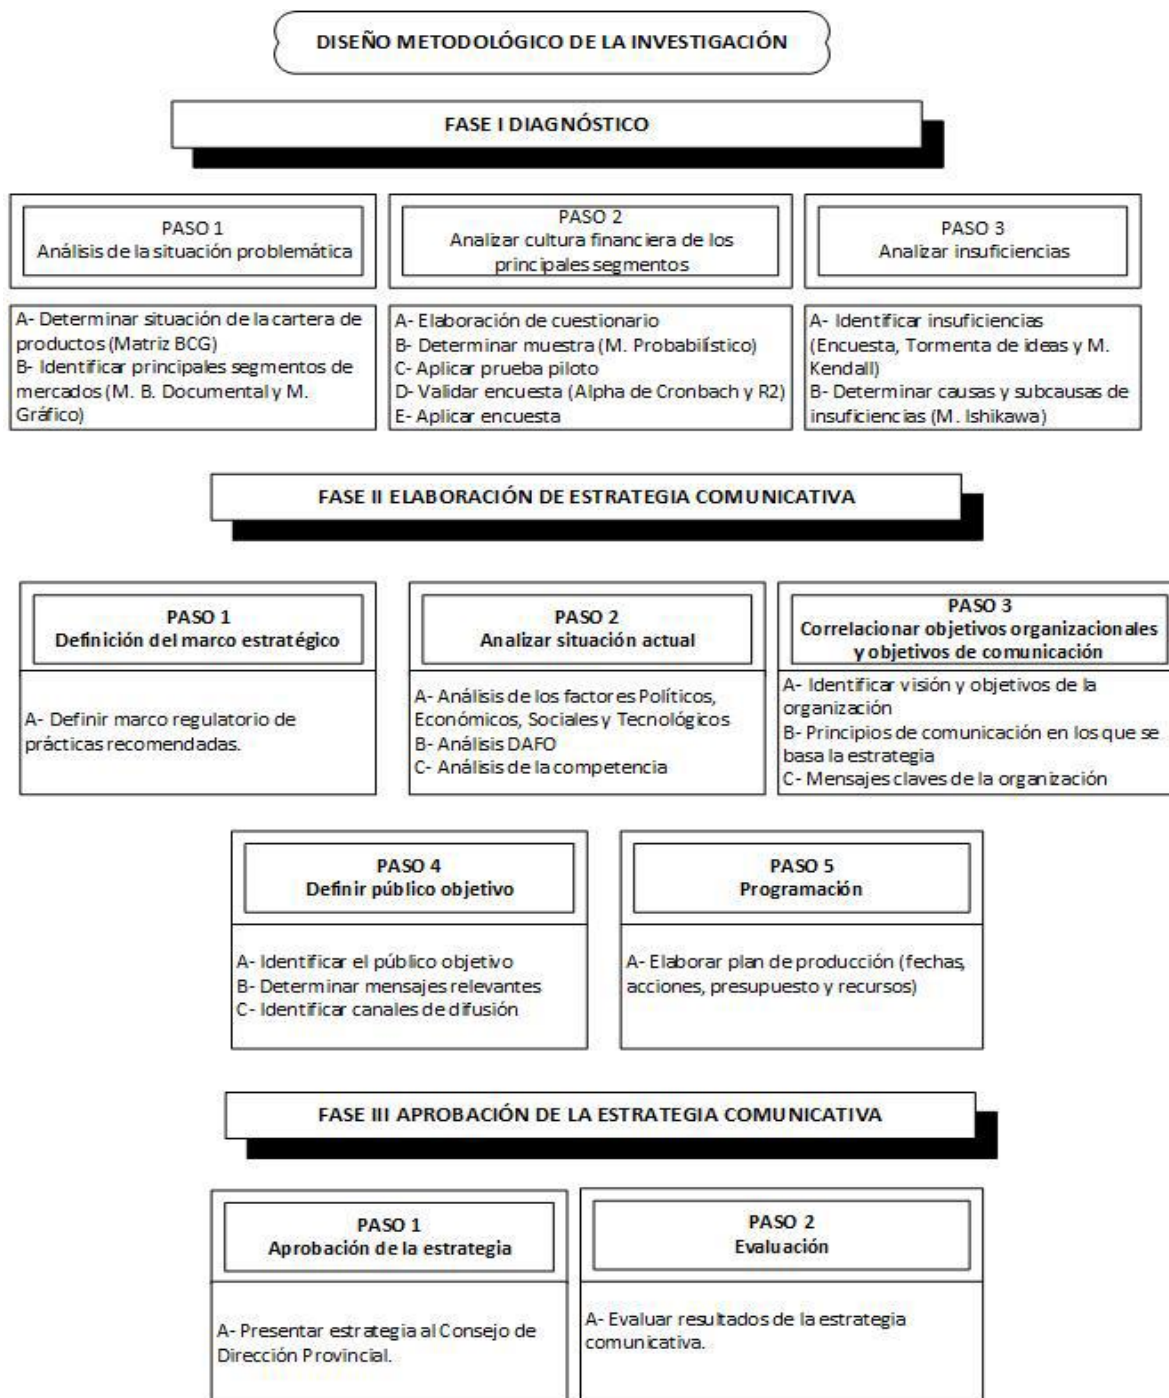 DISEÑO METODOLÓGICO DE LA INVESTIGACIÓN
FASE I DIAGNÓSTICO
PASO 1
Análisis de la situación problemática
A- Determinar situación de la cartera de
productos (Matriz BCG)
B- Identificar principales segmentos de
mercados (M. B. Documental y M.
Gráfico)
PASO 2
Analizar cultura financiera de los
principales segmentos
A- Elaboración de cuestionario
B- Determinar muestra (M. Probabilístico)
C- Aplicar prueba piloto
D- Validar encuesta (Alpha de Cronbach y R2)
E- Aplicar encuesta
PASO 3
Analizar insuficiencias
A- Identificar insuficiencias
(Encuesta, Tormenta de ideas y M.
Kendall)
B- Determinar causas y subcausas de
insuficiencias (M. Ishikawa)
FASE II ELABORACIÓN DE ESTRATEGIA COMUNICATIVA
PASO 1
Definición del marco estratégico
A- Definir marco regulatorio de
prácticas recomendadas.
PASO 2
Analizar situación actual
A- Análisis de los factores Políticos,
Económicos, Sociales y Tecnológicos
B- Análisis DAFO
C- Análisis de la competencia
PASO 3
Correlacionar objetivos organizacionales
y objetivos de comunicación
A- Identificar visión y objetivos de la
organización
B- Principios de comunicación en los que se
basa la estrategia
C- Mensajes claves de la organización
PASO 4
Definir público objetivo
A- Identificar el público objetivo
B- Determinar mensajes relevantes
C- Identificar canales de difusión
PASO 5
Programación
A- Elaborar plan de producción (fechas,
acciones, presupuesto y recursos)
FASE III APROBACIÓN DE LA ESTRATEGIA COMUNICATIVA
PASO 1
Aprobación de la estrategia
A- Presentar estrategia al Consejo de
Dirección Provincial.
PASO 2
Evaluación
A- Evaluar resultados de la estrategia
comunicativa.